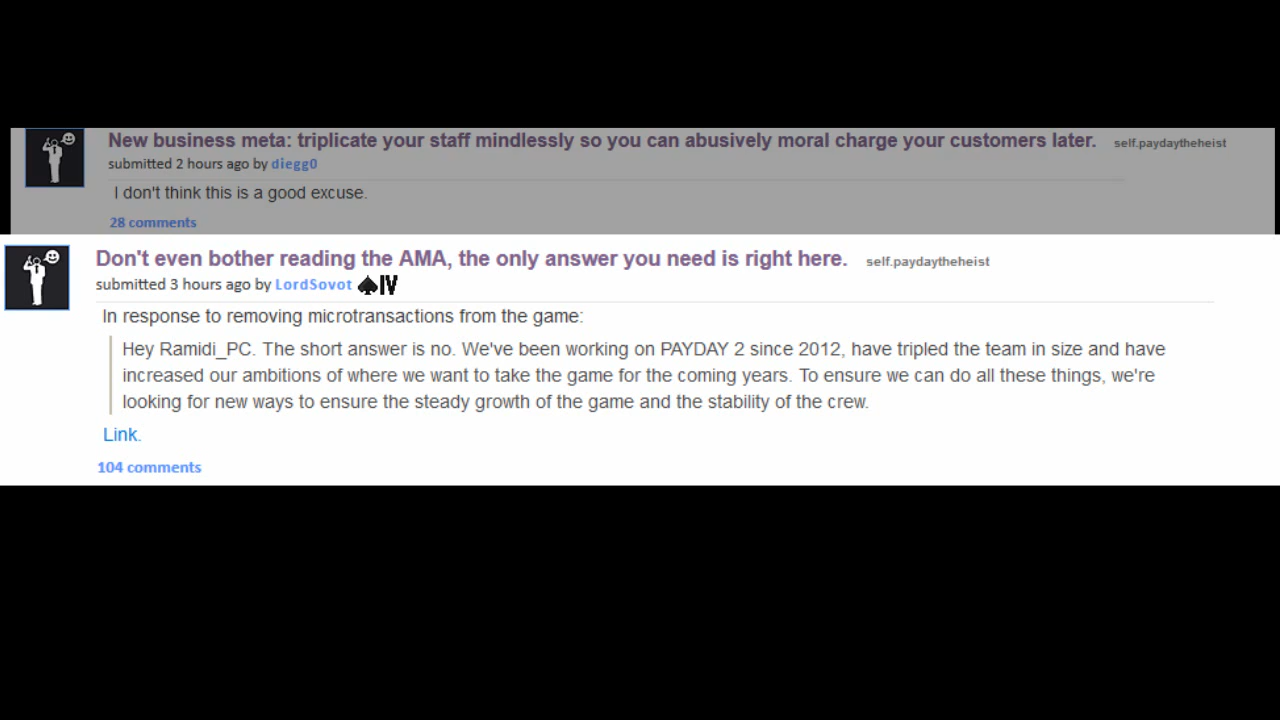 New business meta: triplicate your staff mindlessly so you can abusively moral charge your customers later. self.paydaytheheist
submitted 2 hours ago by diegg0
I don't think this is a good excuse.
28 comments
Don't even bother reading the AMA, the only answer you need is right here. self.paydaytheheist
submitted 3 hours ago by LordSovot ♠IV
In response to removing microtransactions from the game:
Hey Ramidi_PC. The short answer is no. We've been working on PAYDAY 2 since 2012, have tripled the team in size and have
increased our ambitions of where we want to take the game for the coming years. To ensure we can do all these things, we're
looking for new ways to ensure the steady growth of the game and the stability of the crew.
Link.
104 comments